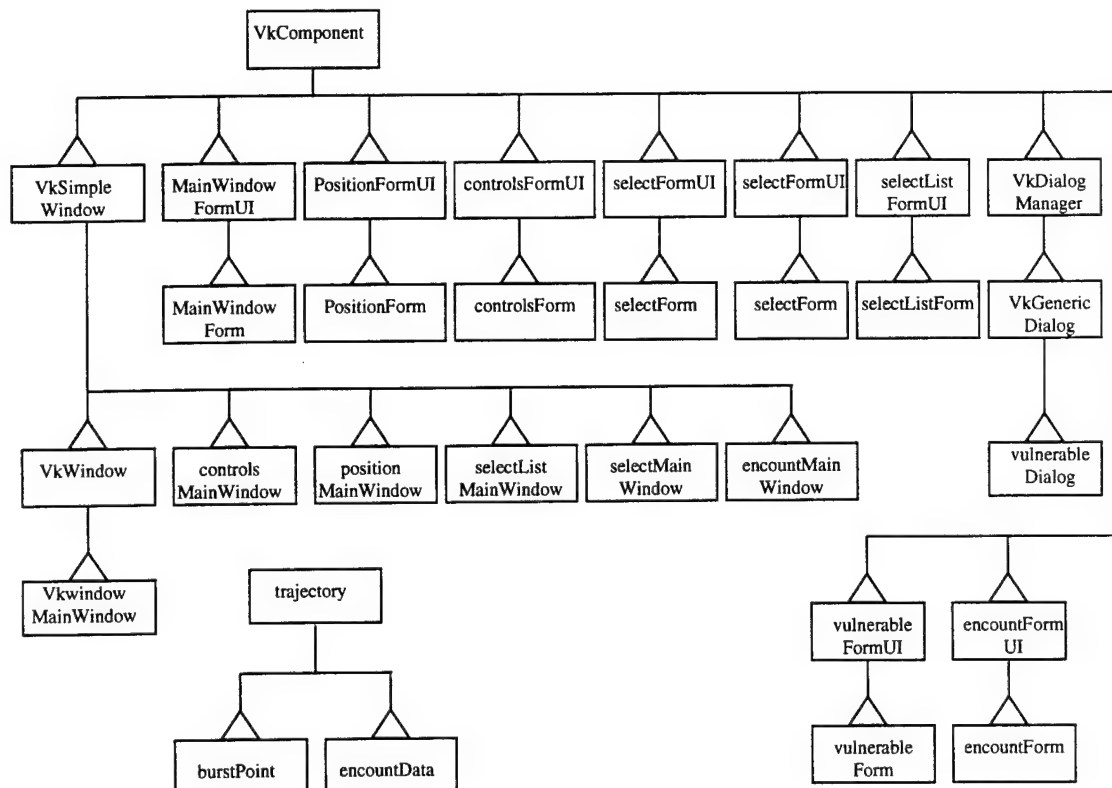 VkComponent
VkSimple
Window
MainWindow
FormUI
PositionFormUI
controlsFormUI
selectFormUI
selectFormUI
selectList
FormUI
VkDialog
Manager
MainWindow
Form
PositionForm
controlsForm
selectForm
selectForm
selectListForm
VkGeneric
Dialog
VkWindow
controls
MainWindow
position
MainWindow
selectList
MainWindow
selectMain
Window
encountMain
Window
vulnerable
Dialog
Vkwindow
MainWindow
trajectory
vulnerable
FormUI
encountForm
UI
burstPoint
encountData
vulnerable
Form
encountForm